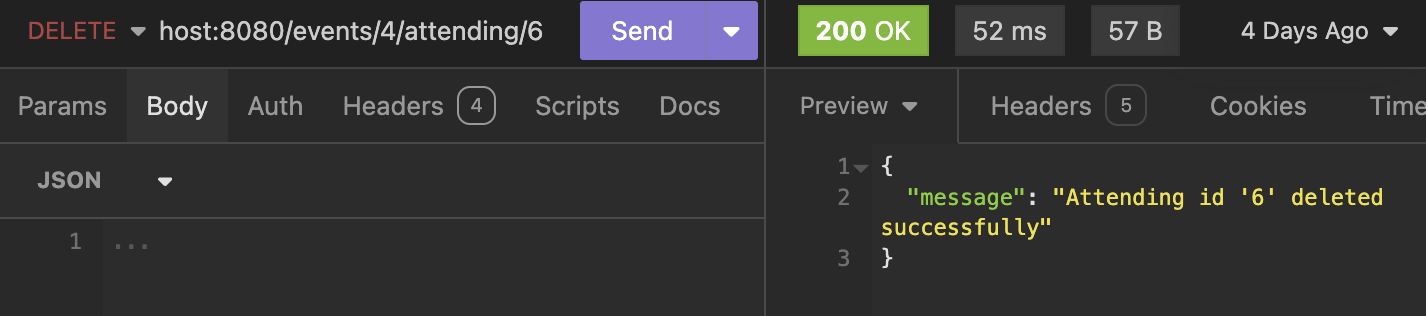 DELETE host:8080/events/4/attending/6 Send 200 OK 52 ms 57 B 4 Days Ago
Params Body Auth Headers 4 Scripts Docs Preview Headers 5 Cookies Time
JSON
1 ...
1 {
2 "message": "Attending id '6' deleted
successfully"
3 }